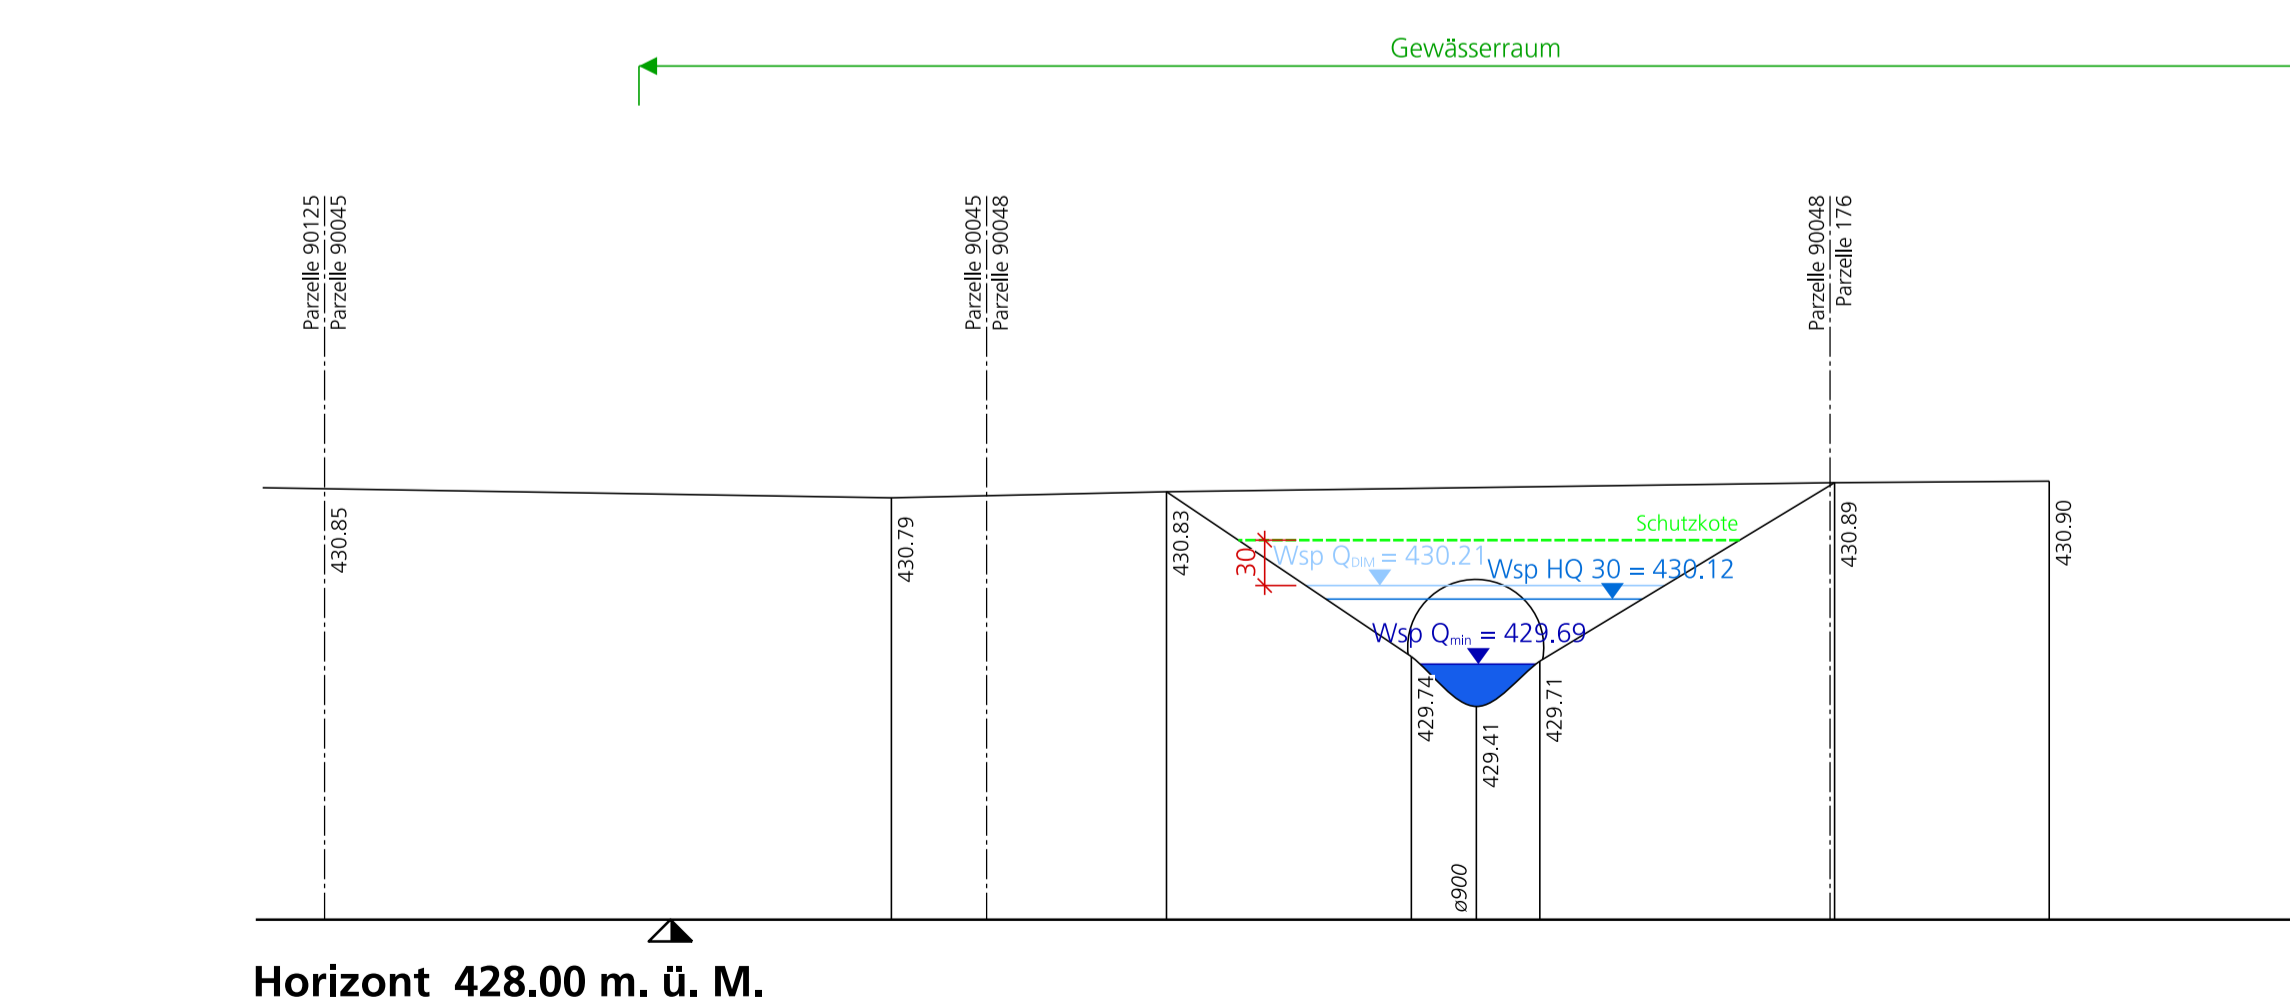 Gewässerraum
Parzelle 90125
Parzelle 90045
Parzelle 90045
Parzelle 90048
Parzelle 90048
Parzelle 176
430.85
430.79
430.83
Schutzkote
30
Wsp QDIM = 430.21
Wsp HQ 30 = 430.12
430.89
430.90
Wsp Qmin = 429.69
429.74
429.41
429.71
ø900
Horizont 428.00 m. ü. M.